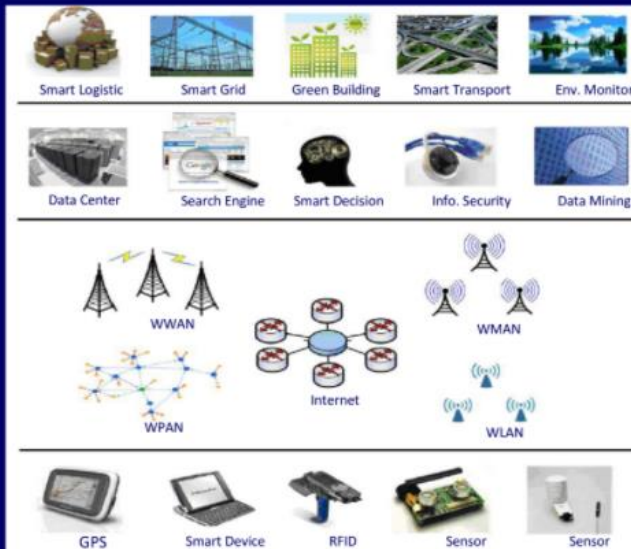 Smart Logistic
Smart Grid
Green Building
Smart Transport
Env. Monitor
Data Center
Google
Search Engine
Smart Decision
Info. Security
Data Mining
WWAN
WMAN
Internet
WPAN
WLAN
GPS
Smart Device
RFID
Sensor
Sensor